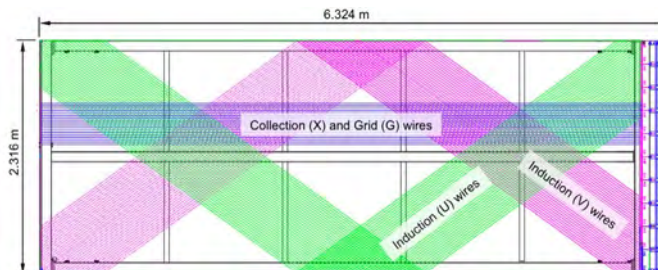 6.324 m
2.316 m
Collection (X) and Grid (G) wires
Induction (V) wires
Induction (U) wires